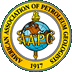 AMERICAN ASSOCIATION OF PETROLEUM GEOLOGISTS
AAPG
1917